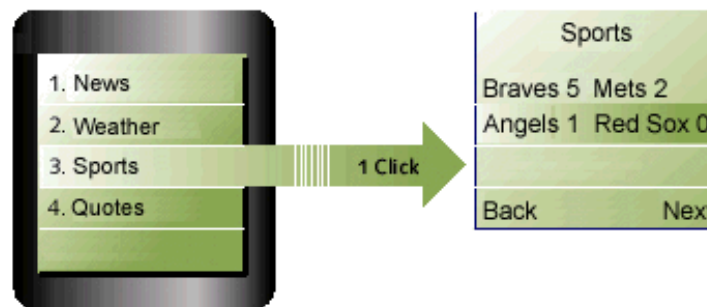 1. News
2. Weather
3. Sports
4. Quotes
1 Click
Sports
Braves 5 Mets 2
Angels 1 Red Sox 0
Back Nex